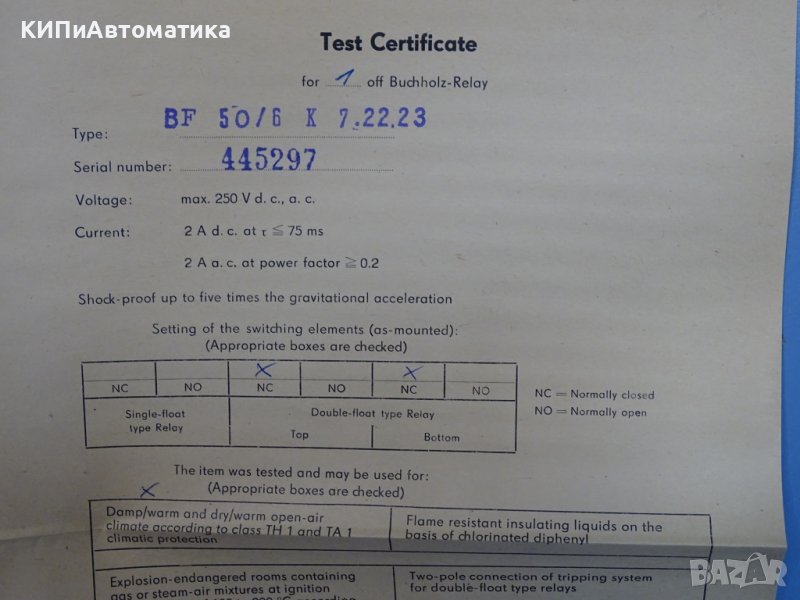 КИПиАвтоматика
Test Certificate
for 1 off Buchholz-Relay
Type: BF 50/6 K 7.22.23
Serial number: 445297
Voltage: max. 250 V d. c., a. c.
Current: 2 A d. c. at τ ≦ 75 ms
2 A a. c. at power factor ≧ 0.2
Shock-proof up to five times the gravitational acceleration
Setting of the switching elements (as-mounted):
(Appropriate boxes are checked)
x x
NC NO NC NO NC NO
NC = Normally closed
NO = Normally open
Single-float Double-float type Relay
type Relay
Top Bottom
The item was tested and may be used for:
x (Appropriate boxes are checked)
Damp/warm and dry/warm open-air
climate according to class TH 1 and TA 1
climatic protection
Flame resistant insulating liquids on the
basis of chlorinated diphenyl
Explosion-endangered rooms containing
gas or steam-air mixtures at ignition
Two-pole connection of tripping system
for double-float type relays
BAZAR